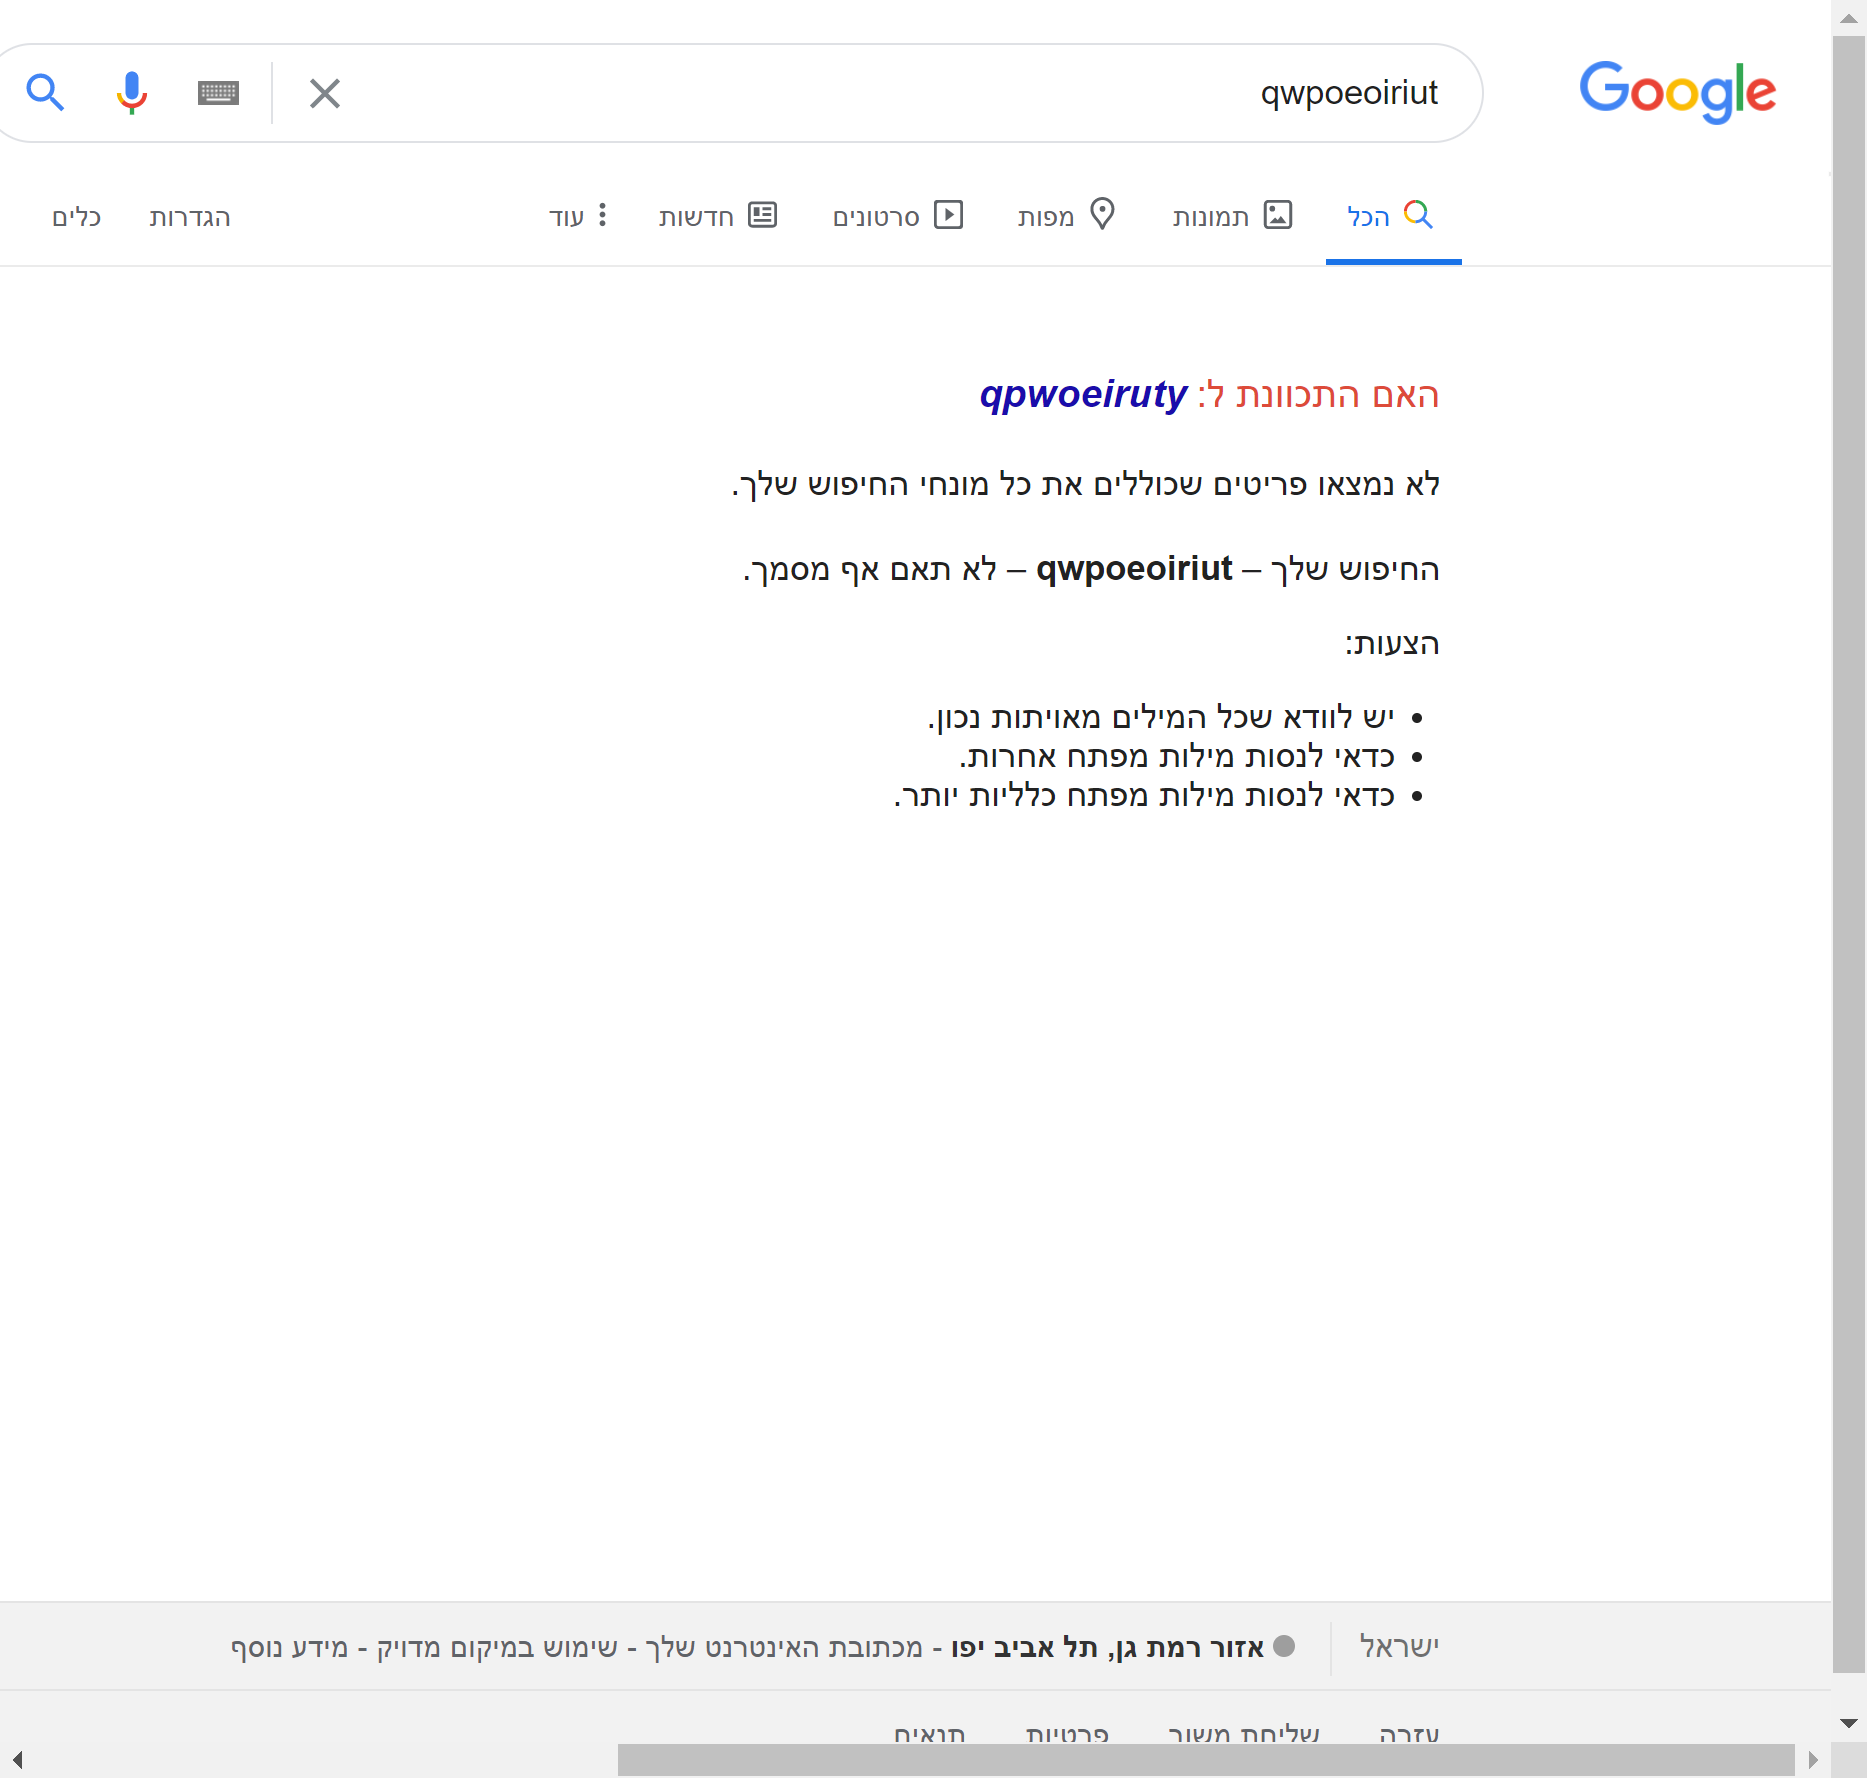 Google
qwpoeoiriut
הכל תמונות מפות סרטונים חדשות עוד הגדרות כלים
האם התכוונת ל: qpwoeiruty
לא נמצאו פריטים שכוללים את כל מונחי החיפוש שלך.
החיפוש שלך – qwpoeoiriut – לא תאם אף מסמך.
הצעות:
• יש לוודא שכל המילים מאויתות נכון.
• כדאי לנסות מילות מפתח אחרות.
• כדאי לנסות מילות מפתח כלליות יותר.
ישראל אזור רמת גן, תל אביב יפו - מכתובת האינטרנט שלך - שימוש במיקום מדויק - מידע נוסף
עזרה שליחת משוב פרטיות תנאים